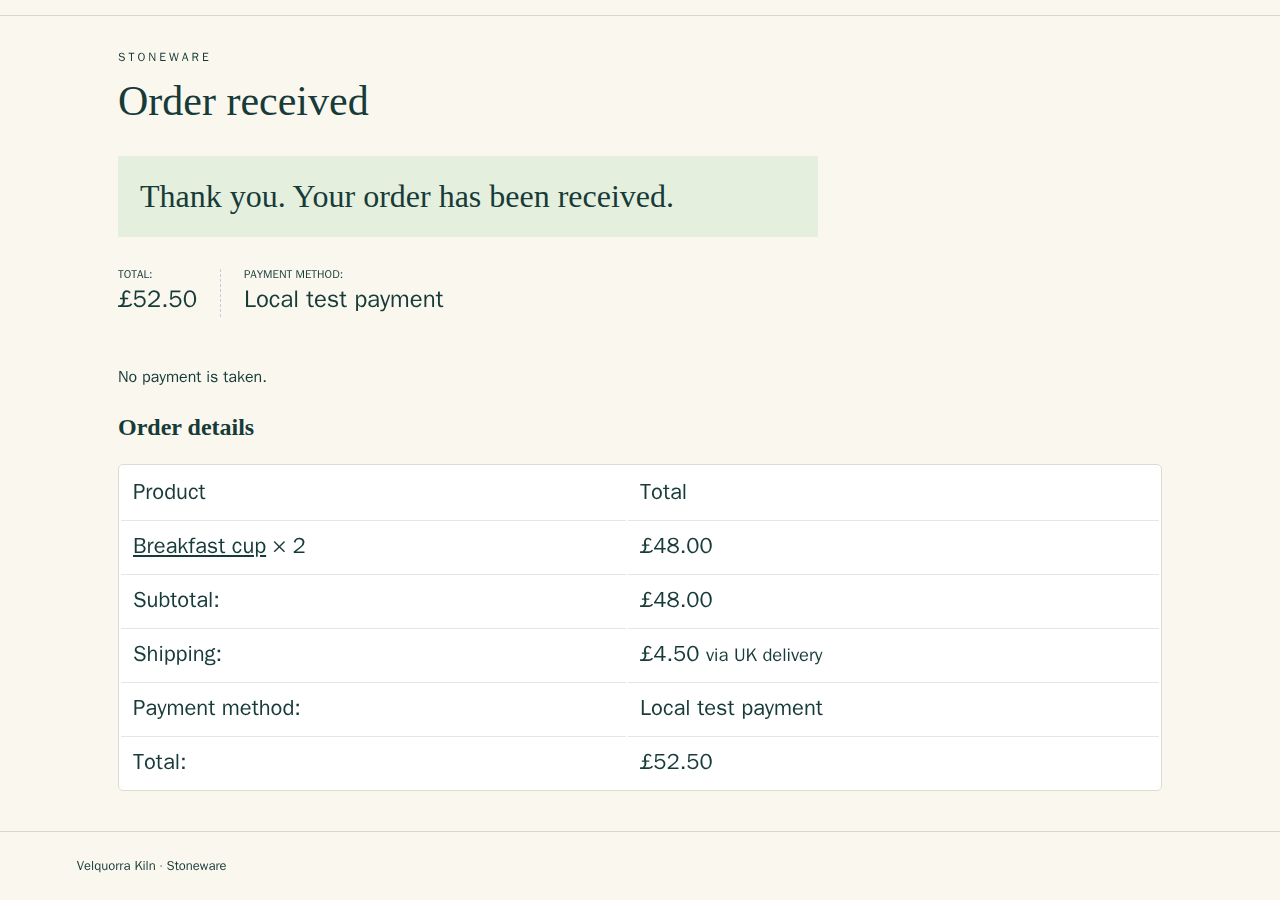 STONEWARE
Order received
Thank you. Your order has been received.
TOTAL:
£52.50
PAYMENT METHOD:
Local test payment
No payment is taken.
Order details
Product Total
Breakfast cup × 2 £48.00
Subtotal: £48.00
Shipping: £4.50 via UK delivery
Payment method: Local test payment
Total: £52.50
Velquorra Kiln · Stoneware